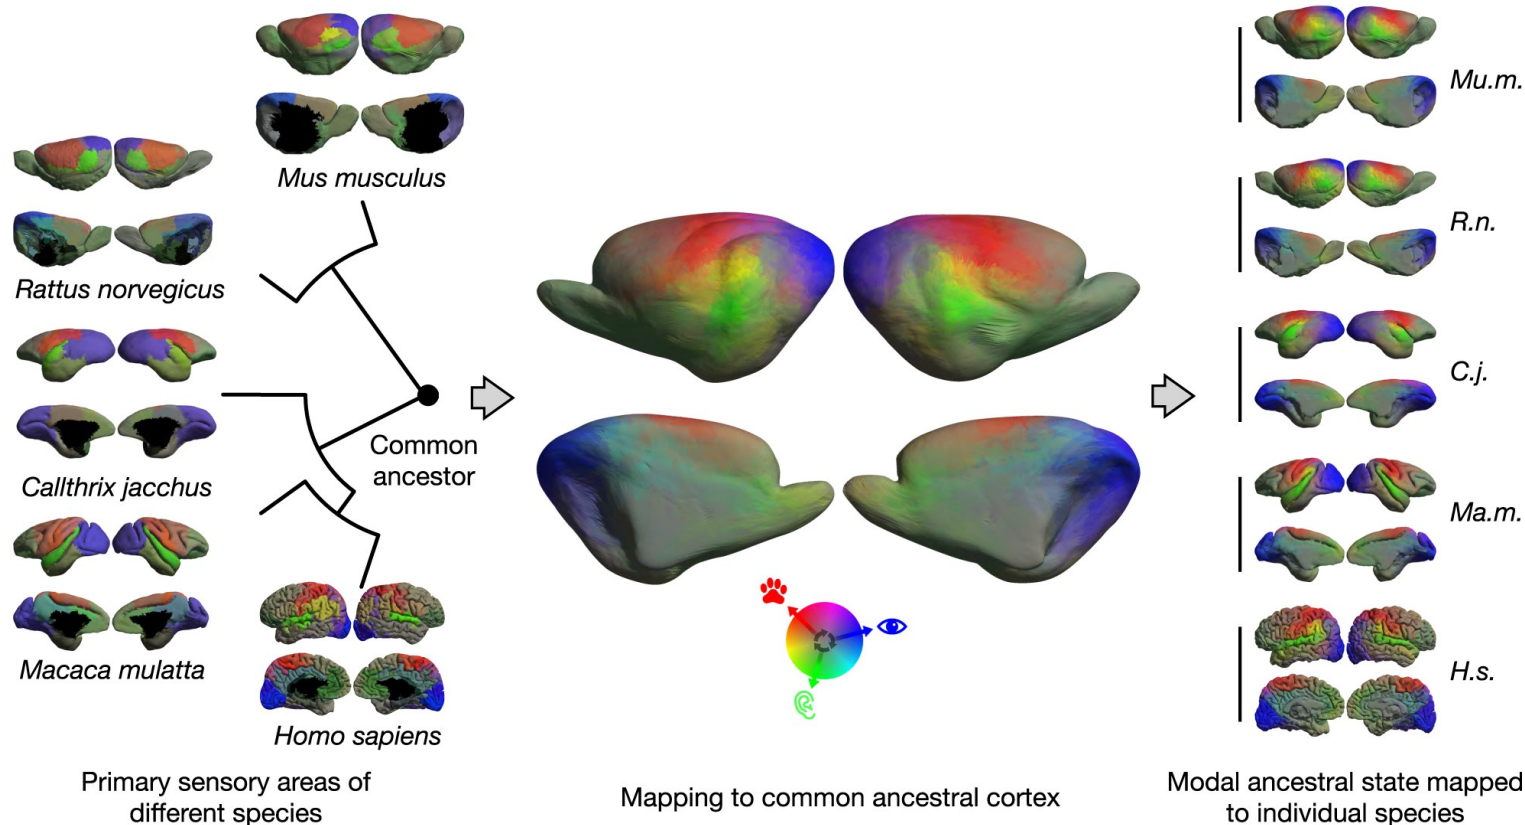 Mus musculus
Rattus norvegicus
Callthrix jacchus
Macaca mulatta
Homo sapiens
Common
ancestor
Primary sensory areas of
different species
Mapping to common ancestral cortex
Mu.m.
R.n.
C.j.
Ma.m.
H.s.
Modal ancestral state mapped
to individual species